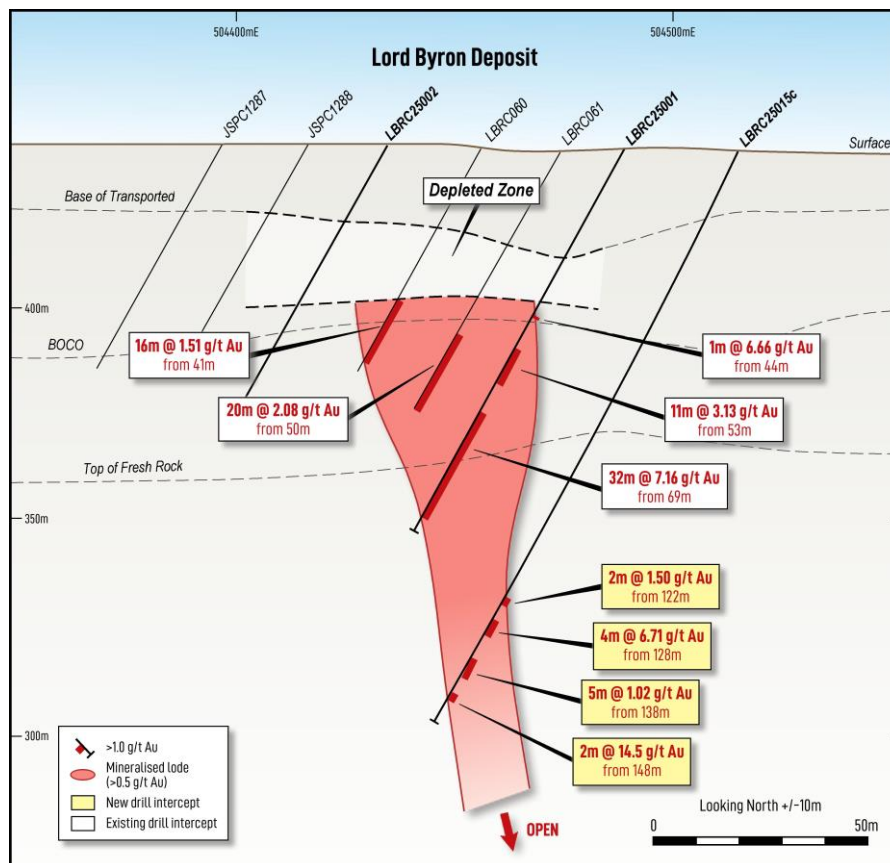 504400mE
504500mE
Lord Byron Deposit
JSPC1287
JSPC1288
LBRC25002
LBRC060
LBRC061
LBRC25001
LBRC25015c
Surface
Base of Transported
Depleted Zone
400m
BOCO
16m @ 1.51 g/t Au
from 41m
1m @ 6.66 g/t Au
from 44m
20m @ 2.08 g/t Au
from 50m
11m @ 3.13 g/t Au
from 53m
Top of Fresh Rock
32m @ 7.16 g/t Au
from 69m
350m
2m @ 1.50 g/t Au
from 122m
4m @ 6.71 g/t Au
from 128m
5m @ 1.02 g/t Au
from 138m
300m
2m @ 14.5 g/t Au
from 148m
>1.0 g/t Au
Mineralised lode
(>0.5 g/t Au)
New drill intercept
Existing drill intercept
OPEN
Looking North +/-10m
0
50m